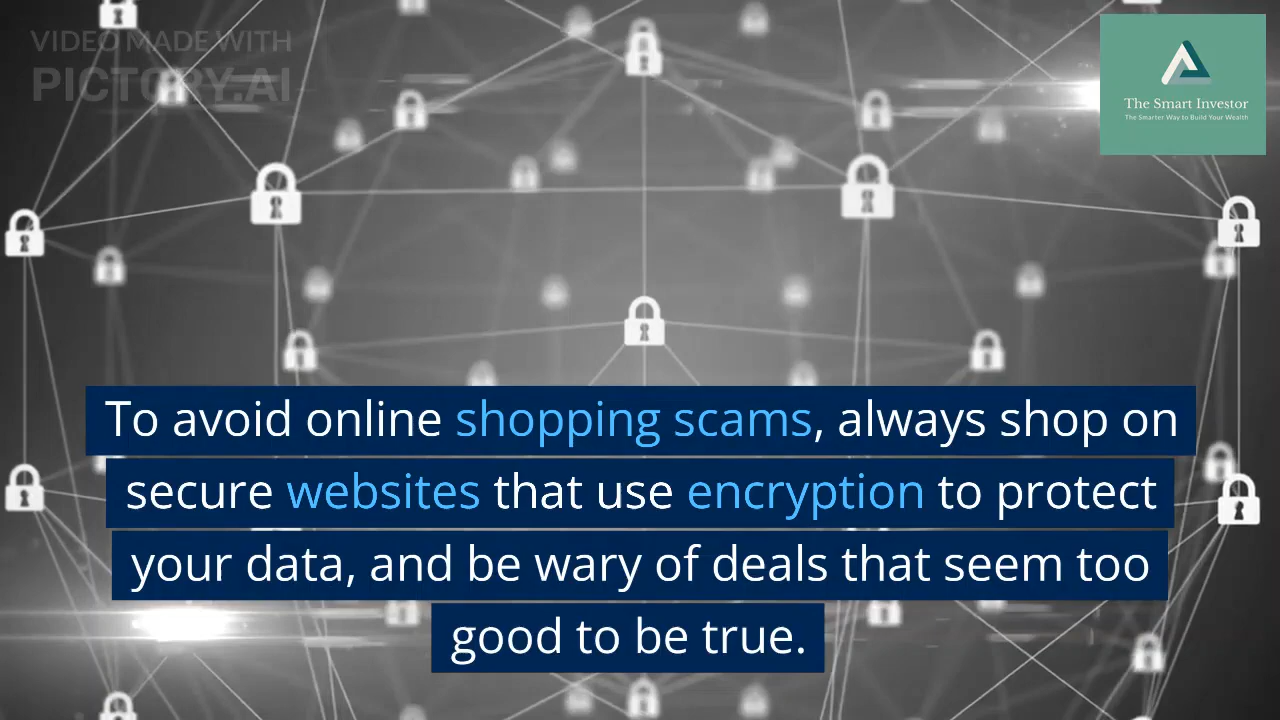 VIDEO MADE WITH
PICTORY.AI
The Smart Investor
The Smarter Way to Build Your Wealth
To avoid online shopping scams, always shop on
secure websites that use encryption to protect
your data, and be wary of deals that seem too
good to be true.